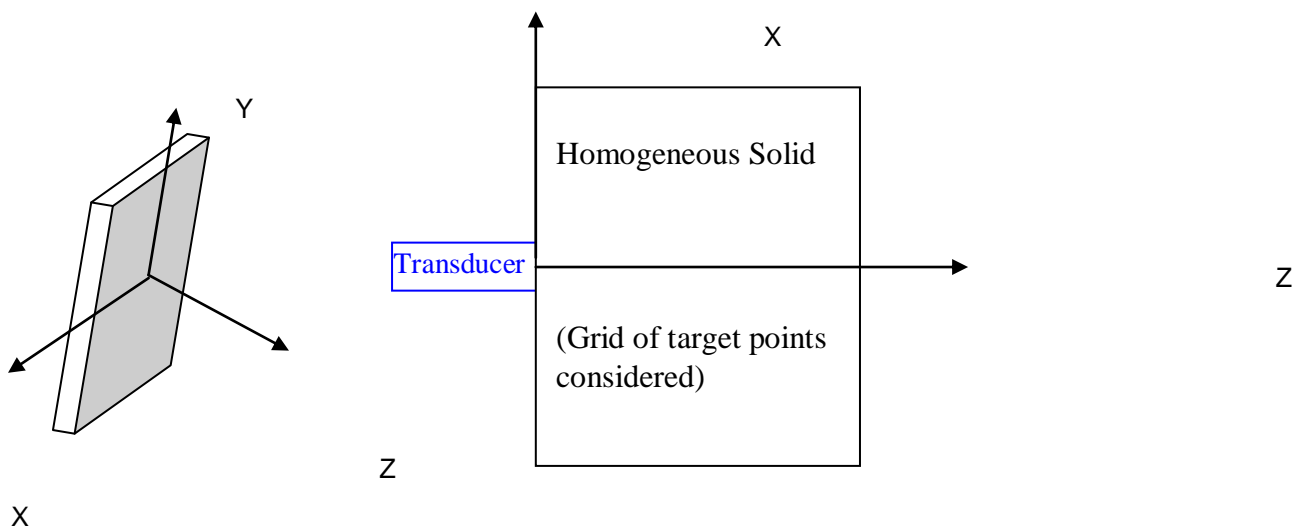 X
Y
Homogeneous Solid
Transducer
Z
(Grid of target points
considered)
Z
X